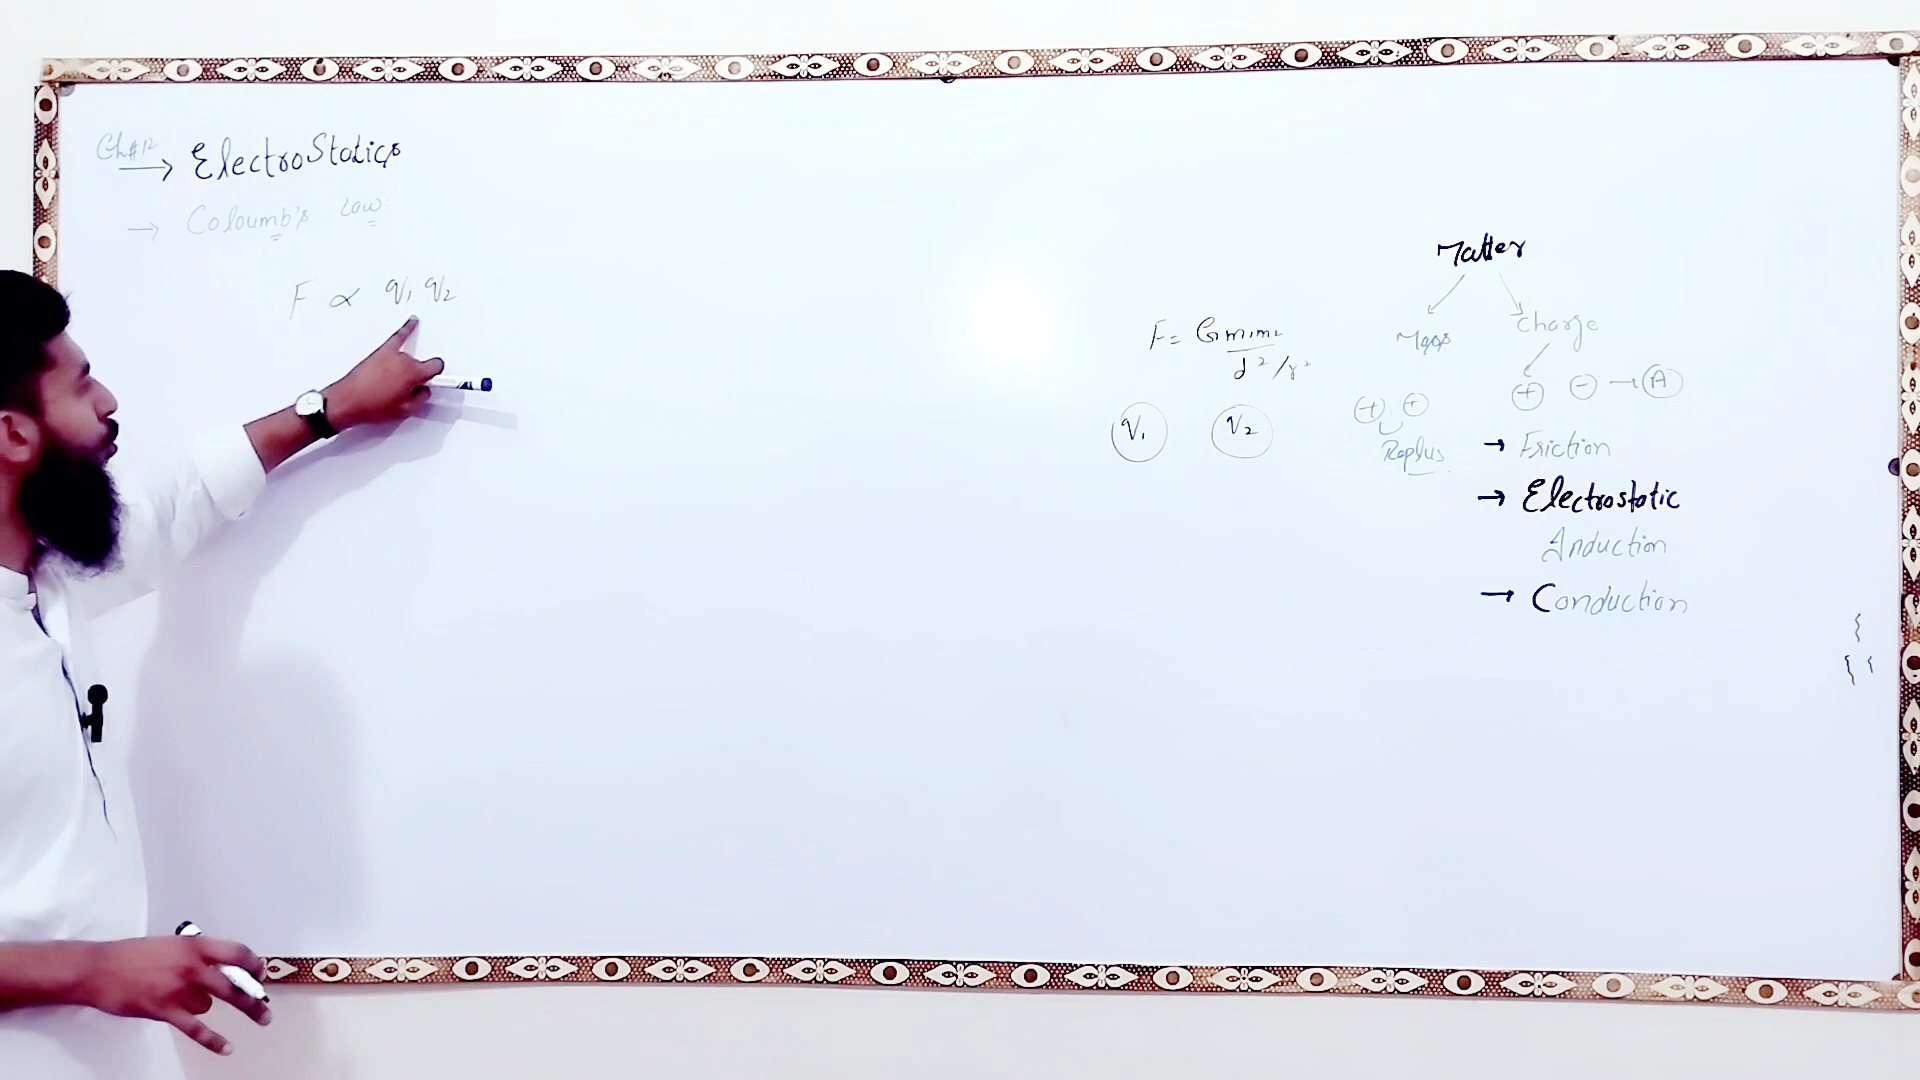 Ch#12
→ ElectroStatics
→ Coloumb's Law:
F ∝ q₁ q₂
F = Gm₁m₂
d²/r²
q₁ q₂
Matter
Mass Charge
+ - → A
+ +
Replus
→ Friction
→ Electrostatic
Induction
→ Conduction